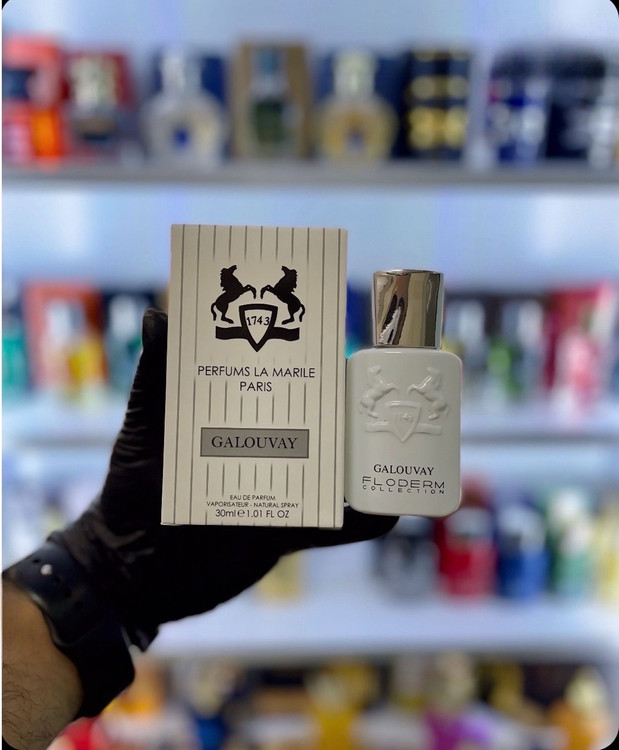 1743
PERFUMS LA MARILE
PARIS
GALOUVAY
EAU DE PARFUM
VAPORISATEUR - NATURAL SPRAY
30ml e 1.01 FL OZ
GALOUVAY
FLODERM
COLLECTION